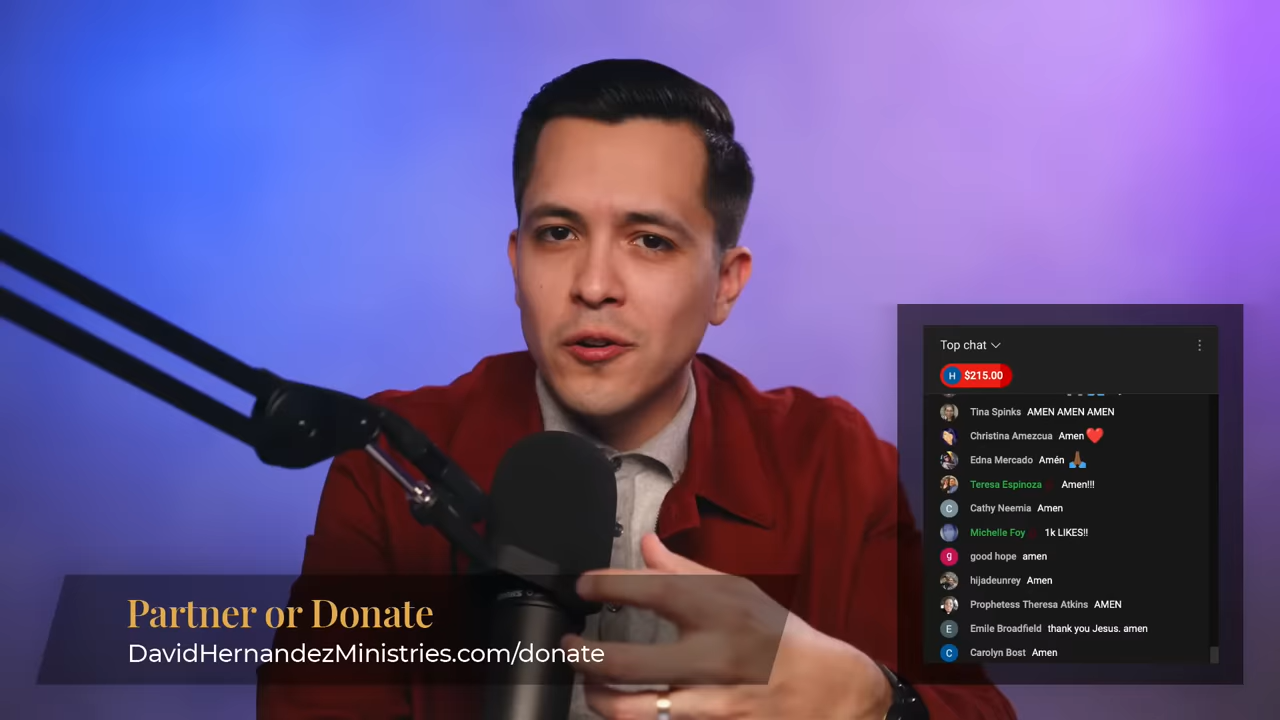 Partner or Donate
DavidHernandezMinistries.com/donate
Top chat
H $215.00
Tina Spinks AMEN AMEN AMEN
Christina Amezcua Amen❤️
Edna Mercado Amén 🙏🏾
Teresa Espinoza Amen!!!
C Cathy Neemia Amen
Michelle Foy 1k LIKES!!
g good hope amen
hijadeunrey Amen
Prophetess Theresa Atkins AMEN
E Emile Broadfield thank you Jesus. amen
C Carolyn Bost Amen